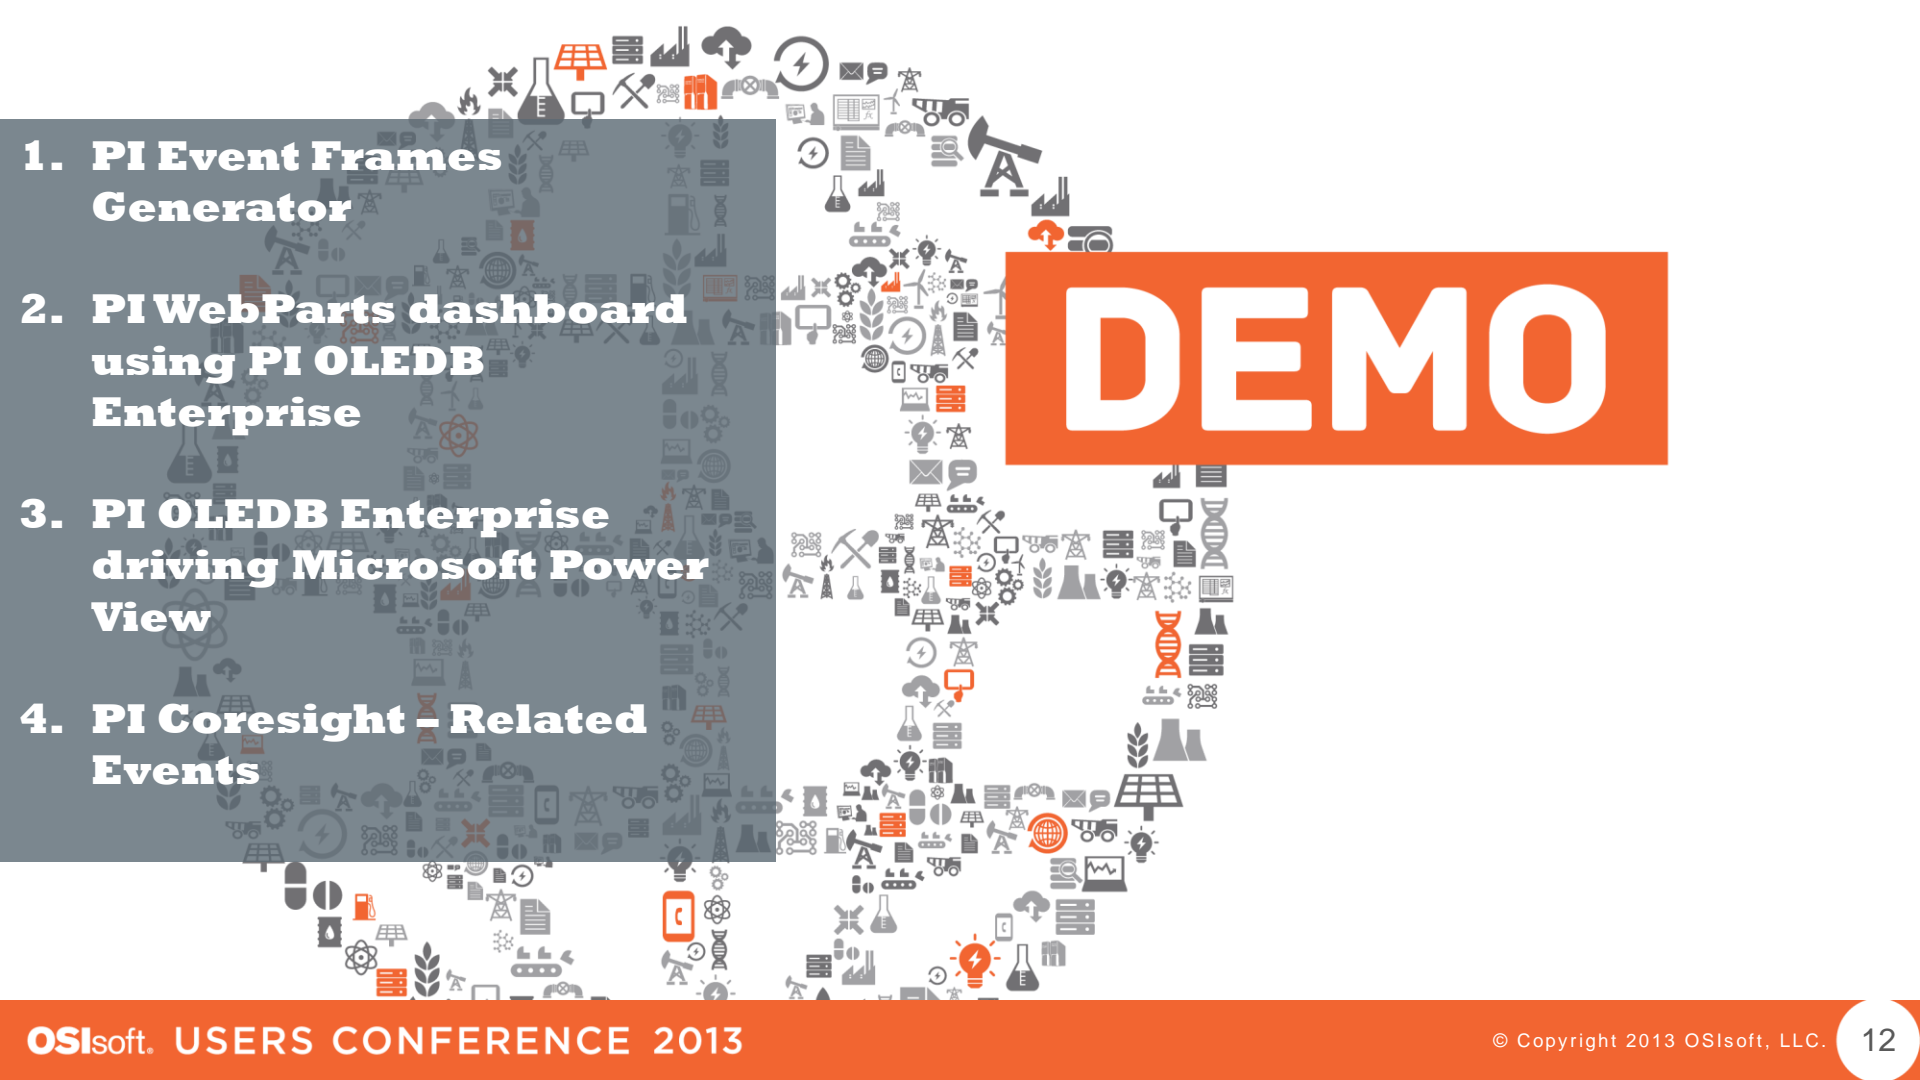 1. PI Event Frames
Generator
2. PI WebParts dashboard
using PI OLEDB
Enterprise
3. PI OLEDB Enterprise
driving Microsoft Power
View
4. PI Coresight – Related
Events
DEMO
OSIsoft. USERS CONFERENCE 2013
© Copyright 2013 OSIsoft, LLC.
12